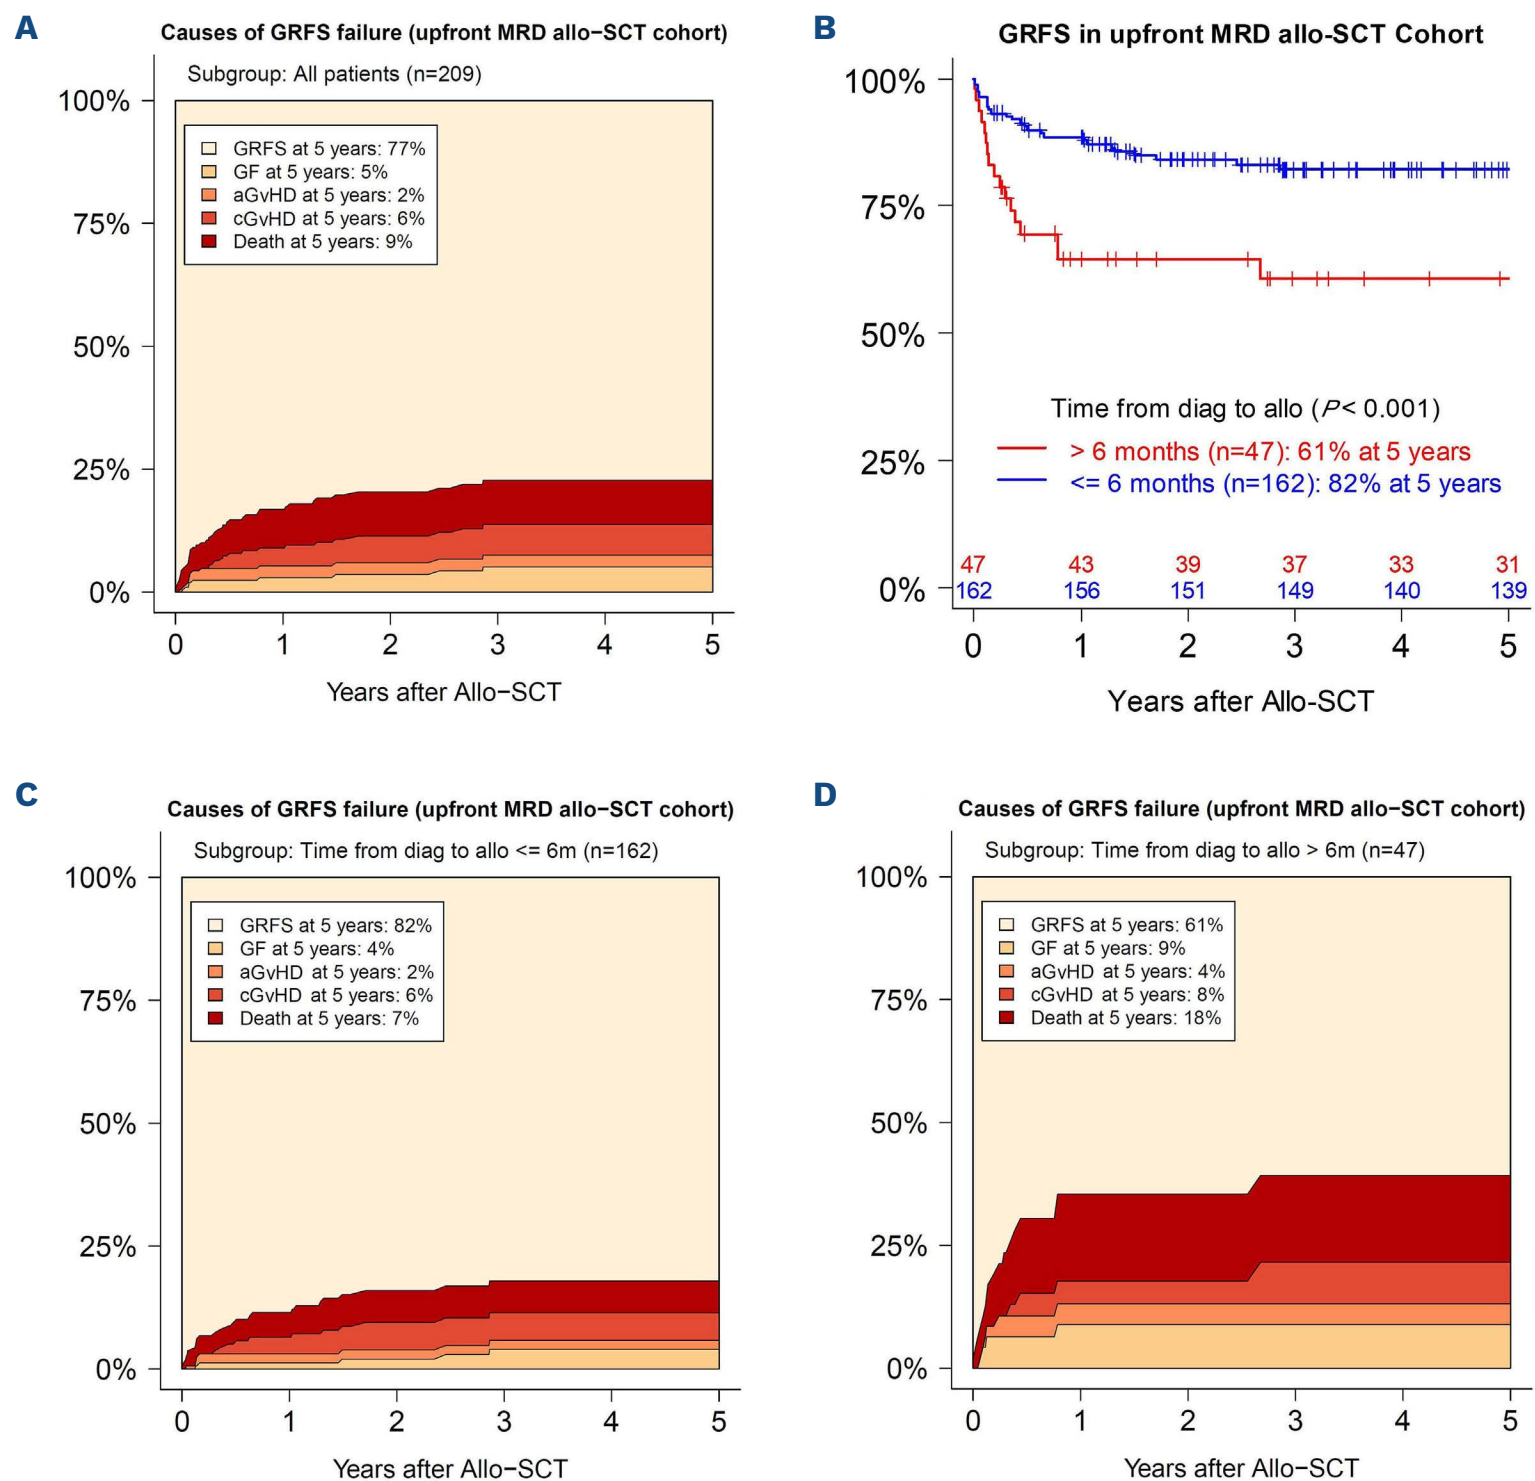 A
Causes of GRFS failure (upfront MRD allo−SCT cohort)
Subgroup: All patients (n=209)
100%
75%
50%
25%
0%
GRFS at 5 years: 77%
GF at 5 years: 5%
aGvHD at 5 years: 2%
cGvHD at 5 years: 6%
Death at 5 years: 9%
0 1 2 3 4 5
Years after Allo−SCT
B
GRFS in upfront MRD allo-SCT Cohort
100%
75%
50%
25%
0%
Time from diag to allo (P< 0.001)
> 6 months (n=47): 61% at 5 years
<= 6 months (n=162): 82% at 5 years
47 43 39 37 33 31
162 156 151 149 140 139
0 1 2 3 4 5
Years after Allo-SCT
C
Causes of GRFS failure (upfront MRD allo−SCT cohort)
Subgroup: Time from diag to allo <= 6m (n=162)
100%
75%
50%
25%
0%
GRFS at 5 years: 82%
GF at 5 years: 4%
aGvHD at 5 years: 2%
cGvHD at 5 years: 6%
Death at 5 years: 7%
0 1 2 3 4 5
Years after Allo−SCT
D
Causes of GRFS failure (upfront MRD allo−SCT cohort)
Subgroup: Time from diag to allo > 6m (n=47)
100%
75%
50%
25%
0%
GRFS at 5 years: 61%
GF at 5 years: 9%
aGvHD at 5 years: 4%
cGvHD at 5 years: 8%
Death at 5 years: 18%
0 1 2 3 4 5
Years after Allo−SCT